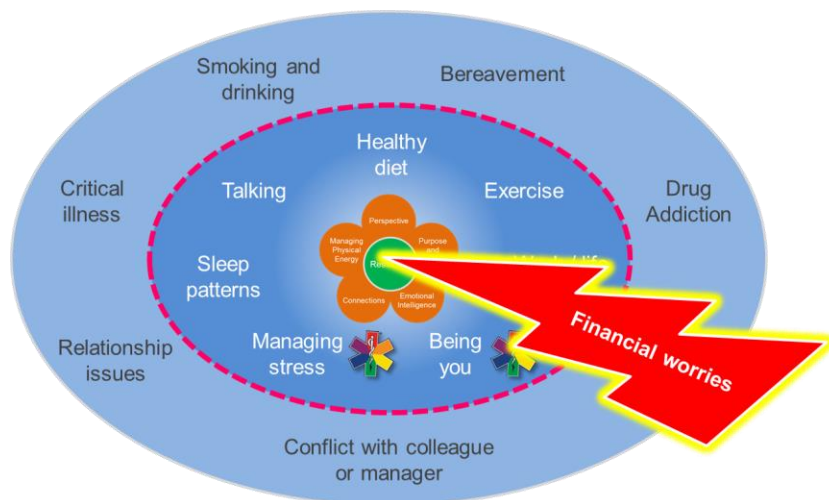 Smoking and
drinking
Bereavement
Healthy
diet
Critical
illness
Talking
Exercise
Drug
Addiction
Perspective
Managing
Physical
Energy
Purpose
and
Sleep
patterns
Connections
Emotional
Intelligence
Financial worries
Relationship
issues
Managing
stress
Being
you
Conflict with colleague
or manager